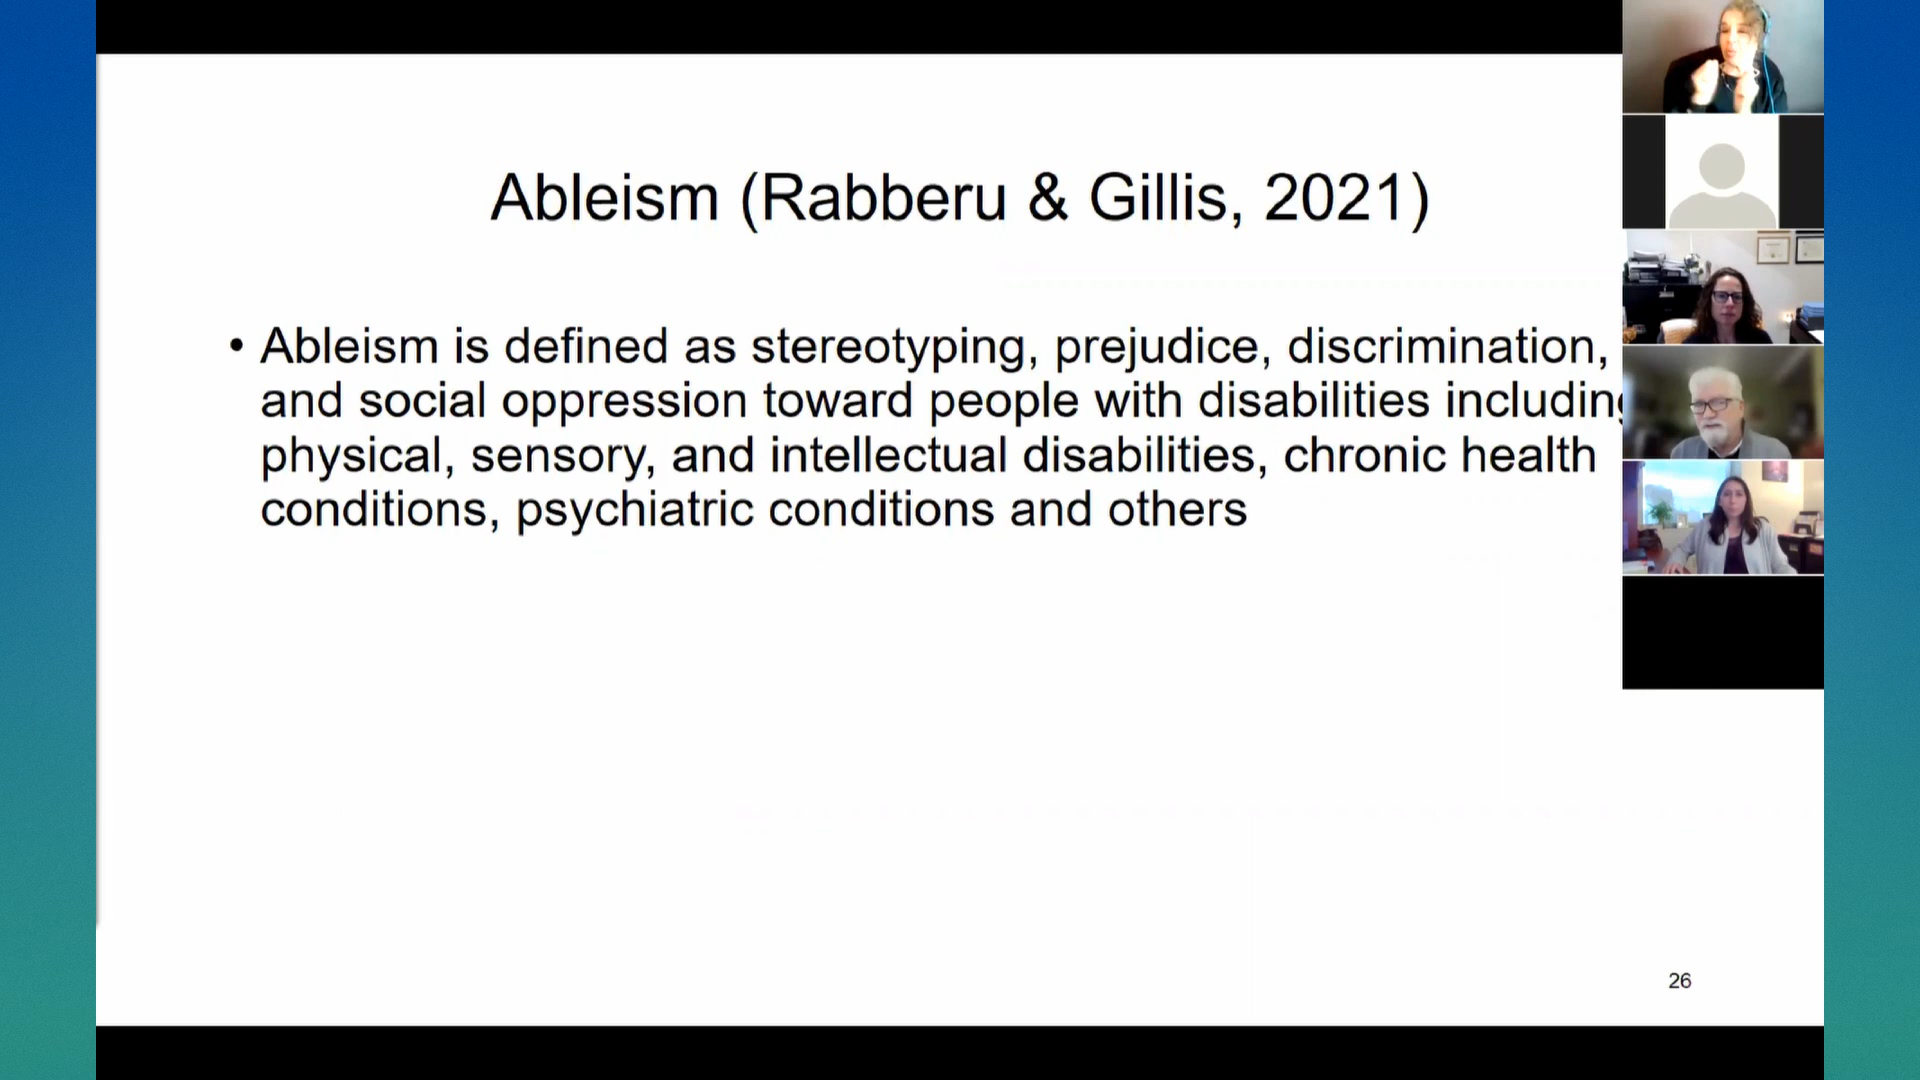 Ableism (Rabberu & Gillis, 2021)
• Ableism is defined as stereotyping, prejudice, discrimination,
and social oppression toward people with disabilities including
physical, sensory, and intellectual disabilities, chronic health
conditions, psychiatric conditions and others
26